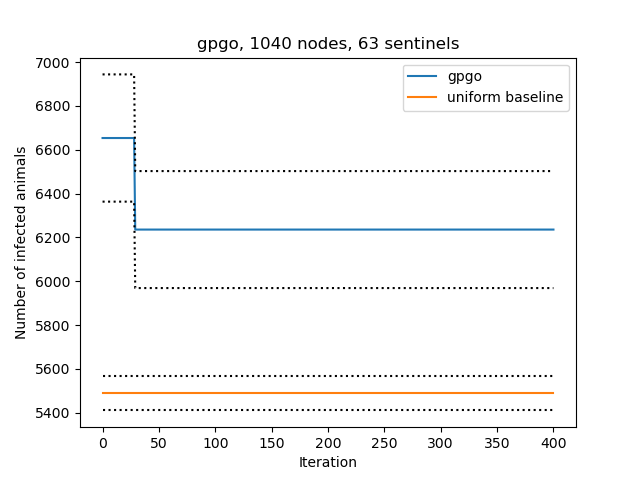 gpgo, 1040 nodes, 63 sentinels
7000
6800
6600
6400
6200
6000
5800
5600
5400
Number of infected animals
gpgo
uniform baseline
0 50 100 150 200 250 300 350 400
Iteration